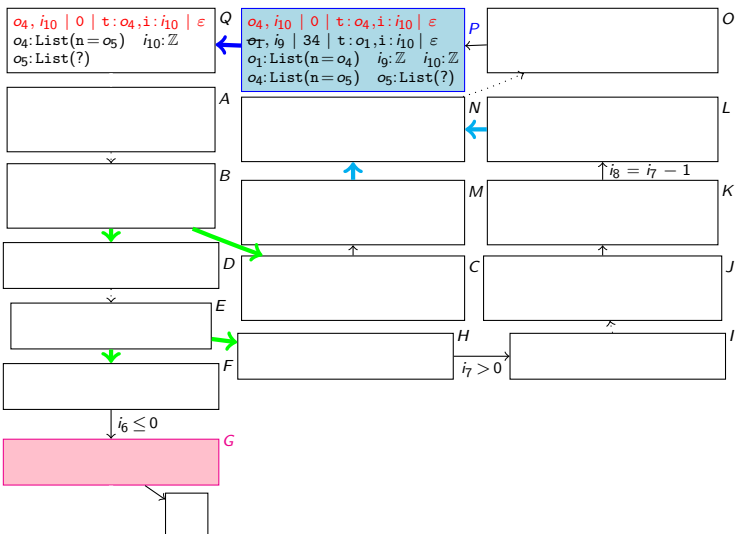 o₄, i₁₀ | 0 | t:o₄,i:i₁₀ | ε
o₄:List(n=o₅) i₁₀:ℤ
o₅:List(?)
Q
o₄, i₁₀ | 0 | t:o₄,i:i₁₀ | ε
o₁, i₉ | 34 | t:o₁,i:i₁₀ | ε
o₁:List(n=o₄) i₉:ℤ i₁₀:ℤ
o₄:List(n=o₅) o₅:List(?)
P
O
A
N
L
B
M
i₈ = i₇ − 1
K
D
C
J
E
H
I
F
i₇ > 0
i₆ ≤ 0
G